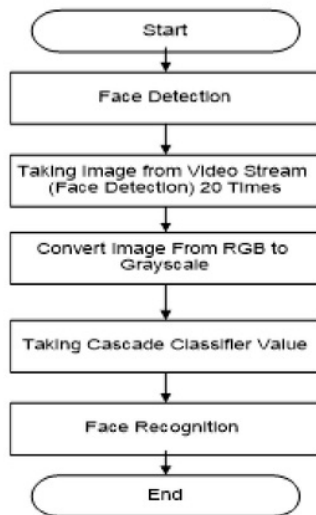 Start
Face Detection
Taking Image from Video Stream
(Face Detection) 20 Times
Convert Image From RGB to
Grayscale
Taking Cascade Classifier Value
Face Recognition
End